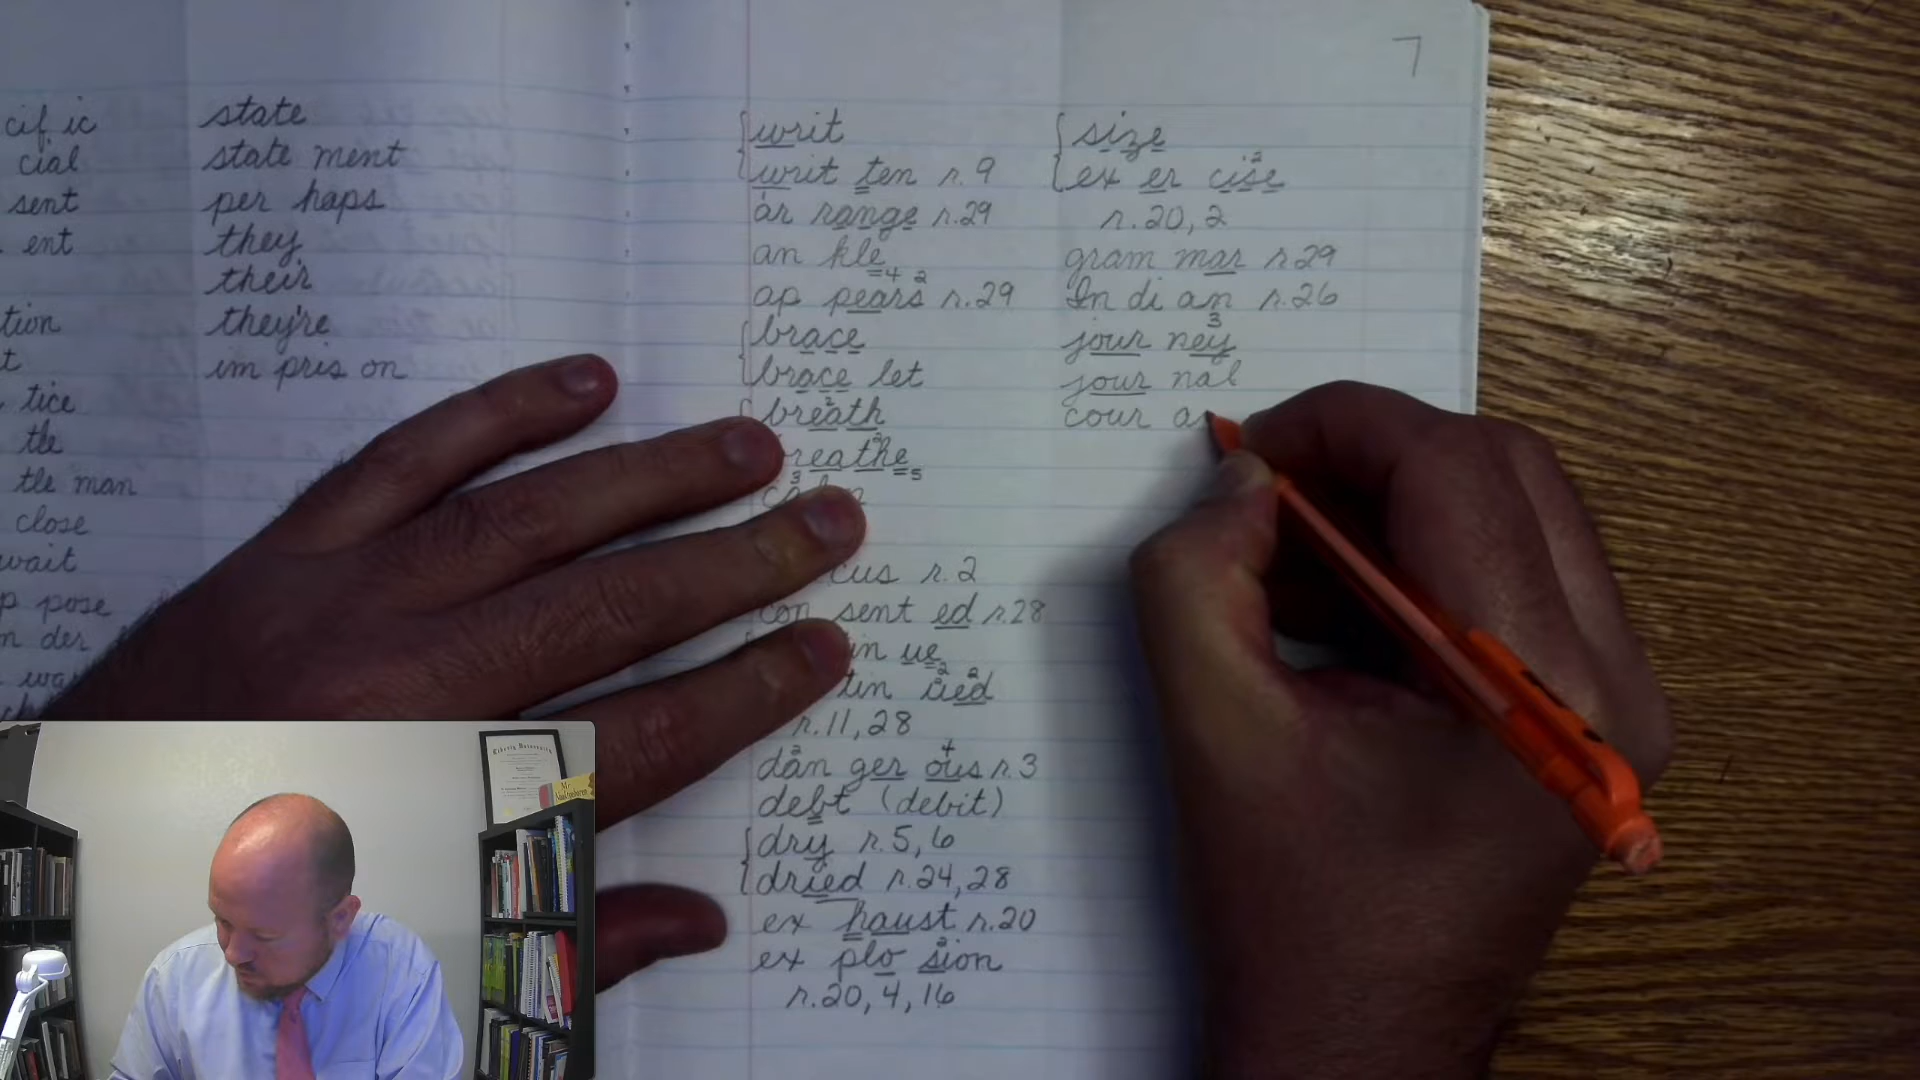 7
cif ic
cial
sent
ent
tion
t
tice
tle
tle man
close
wait
p pose
n der
wa
ch
state
state ment
per haps
they
their
they're
im pris on
writ
writ ten r. 9
ar range r. 29
an kle 4
ap pears r. 29
brace
brace let
breath
reathe 5
cus r. 2
con sent ed r. 28
in ue
tin ued
r. 11, 28
dan ger ous r. 3
debt (debit)
dry r. 5, 6
dried r. 24, 28
ex haust r. 20
ex plo sion
r. 20, 4, 16
size
ex er cise
r. 20, 2
gram mar r. 29
In di an r. 26
jour ney
jour nal
cour a